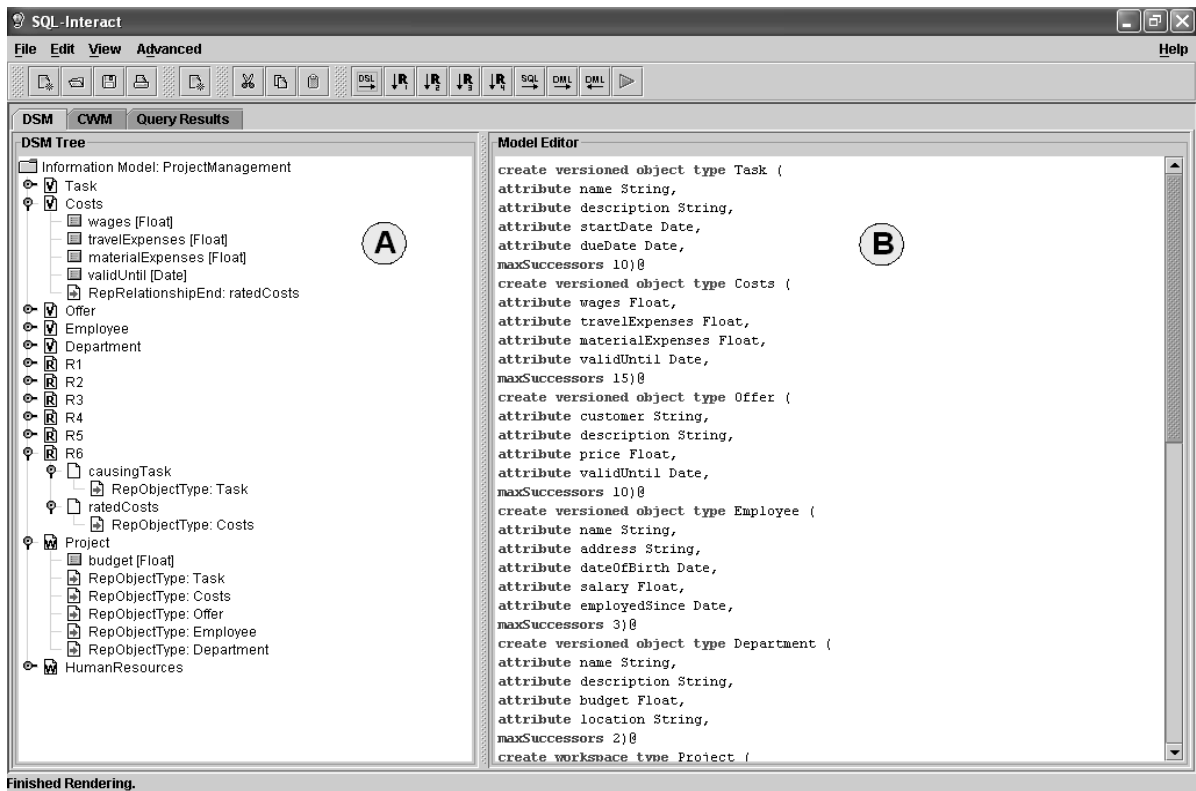 SQL-Interact
File Edit View Advanced Help
DSL R1 R2 R3 R4 SQL DML DML
DSM CWM Query Results
DSM Tree
Information Model: ProjectManagement
V Task
V Costs
wages [Float]
travelExpenses [Float]
materialExpenses [Float]
validUntil [Date]
RepRelationshipEnd: ratedCosts
V Offer
V Employee
V Department
R R1
R R2
R R3
R R4
R R5
R R6
causingTask
RepObjectType: Task
ratedCosts
RepObjectType: Costs
W Project
budget [Float]
RepObjectType: Task
RepObjectType: Costs
RepObjectType: Offer
RepObjectType: Employee
RepObjectType: Department
W HumanResources
A
Model Editor
create versioned object type Task (
attribute name String,
attribute description String,
attribute startDate Date,
attribute dueDate Date,
maxSuccessors 10)@
create versioned object type Costs (
attribute wages Float,
attribute travelExpenses Float,
attribute materialExpenses Float,
attribute validUntil Date,
maxSuccessors 15)@
create versioned object type Offer (
attribute customer String,
attribute description String,
attribute price Float,
attribute validUntil Date,
maxSuccessors 10)@
create versioned object type Employee (
attribute name String,
attribute address String,
attribute dateOfBirth Date,
attribute salary Float,
attribute employedSince Date,
maxSuccessors 3)@
create versioned object type Department (
attribute name String,
attribute description String,
attribute budget Float,
attribute location String,
maxSuccessors 2)@
create workspace type Project (
B
Finished Rendering.